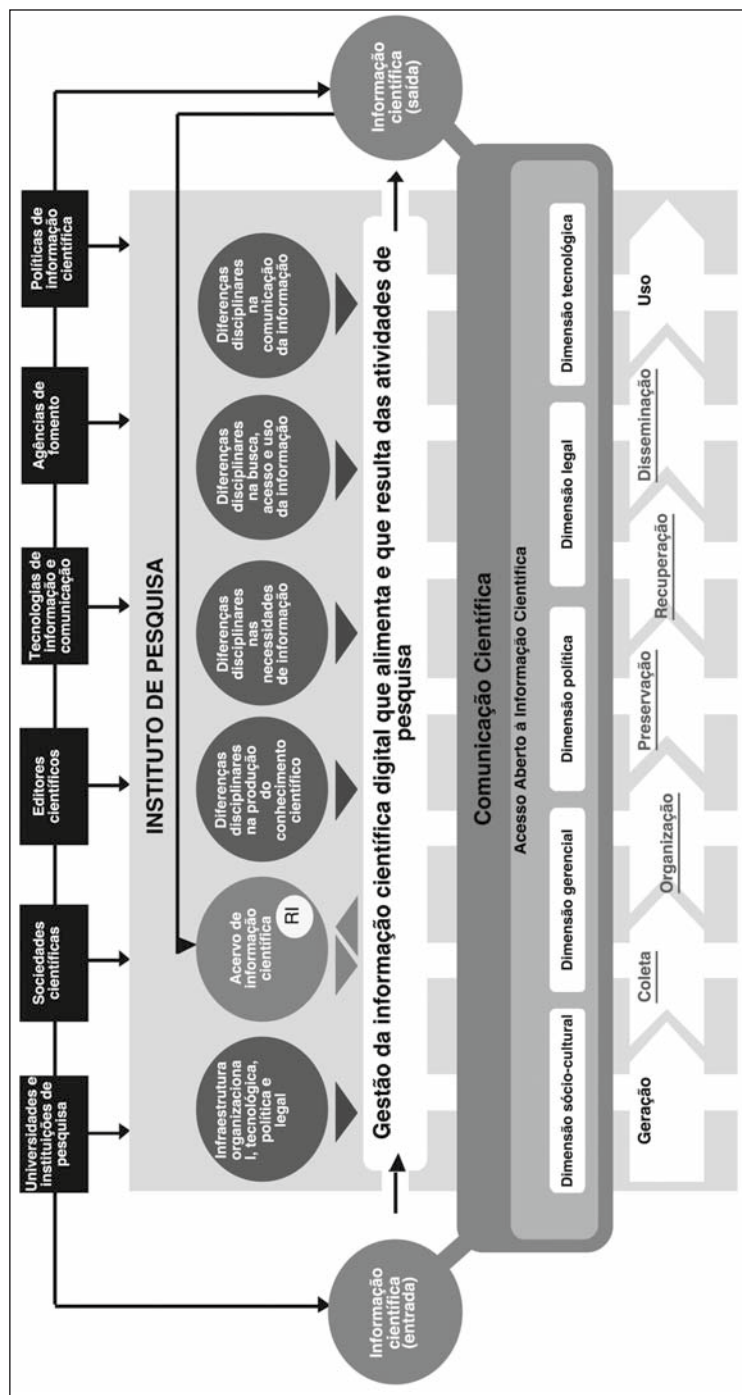 Universidades e
instituições de
pesquisa
Sociedades
científicas
Editores
científicos
Tecnologias de
informação e
comunicação
Agências de
fomento
Políticas de
informação
científica
INSTITUTO DE PESQUISA
Infraestrutura
organizaciona
l, tecnológica,
política e
legal
Acervo de
informação
científica
RI
Diferenças
disciplinares
na produção
do
conhecimento
científico
Diferenças
disciplinares
nas
necessidades
de informação
Diferenças
disciplinares
na busca,
acesso e uso
da informação
Diferenças
disciplinares
na
comunicação
da informação
Informação
científica
(entrada)
Gestão da informação científica digital que alimenta e que resulta das atividades de
pesquisa
Informação
científica
(saída)
Comunicação Científica
Acesso Aberto à Informação Científica
Dimensão sócio-cultural
Dimensão gerencial
Dimensão política
Dimensão legal
Dimensão tecnológica
Geração
Coleta
Organização
Preservação
Recuperação
Disseminação
Uso